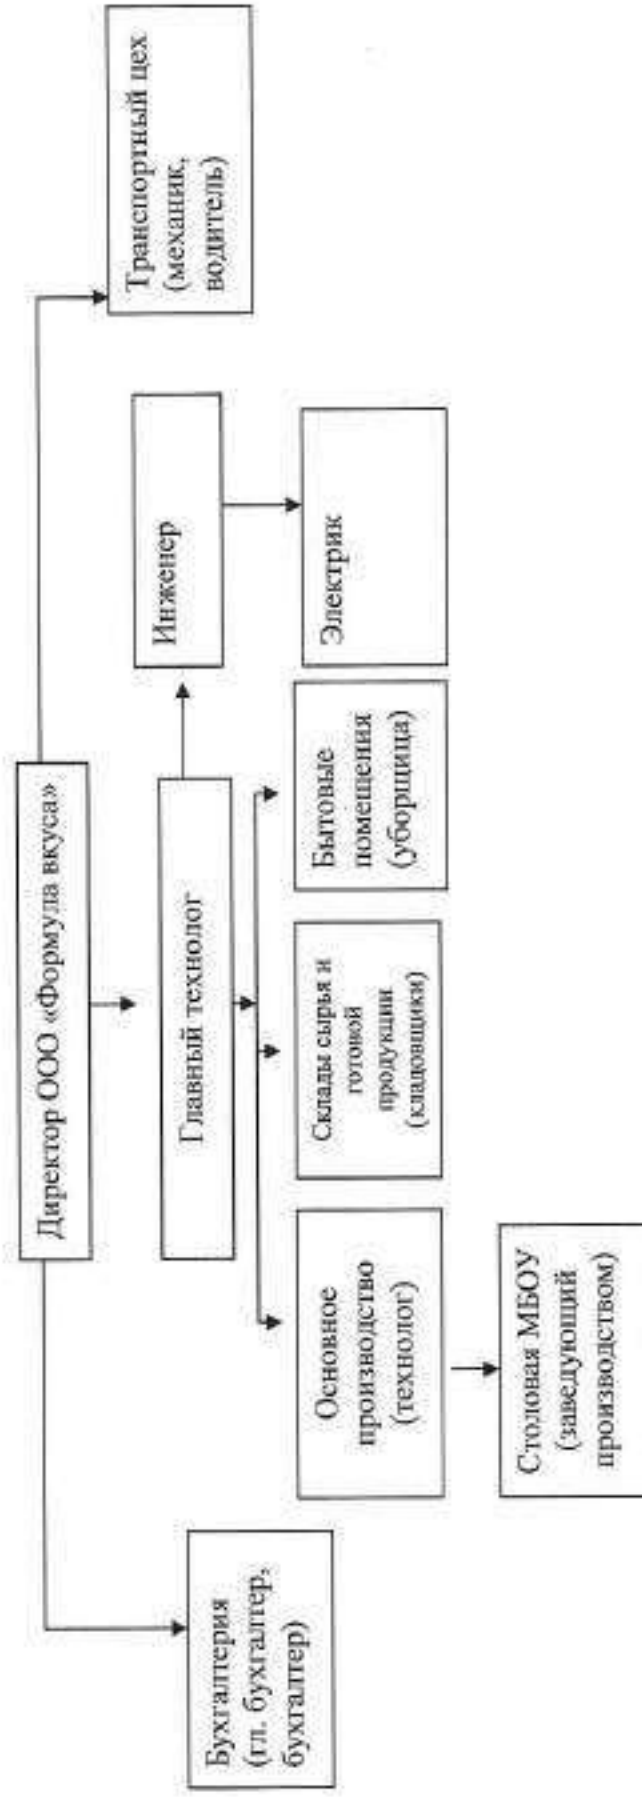 Директор ООО «Формула вкуса»
Бухгалтерия
(гл. бухгалтер,
бухгалтер)
Главный технолог
Инженер
Транспортный цех
(механик,
водитель)
Основное
производство
(технолог)
Склады сырья и
готовой
продукции
(кладовщики)
Бытовые
помещения
(уборщица)
Электрик
Столовая МБОУ
(заведующий
производством)